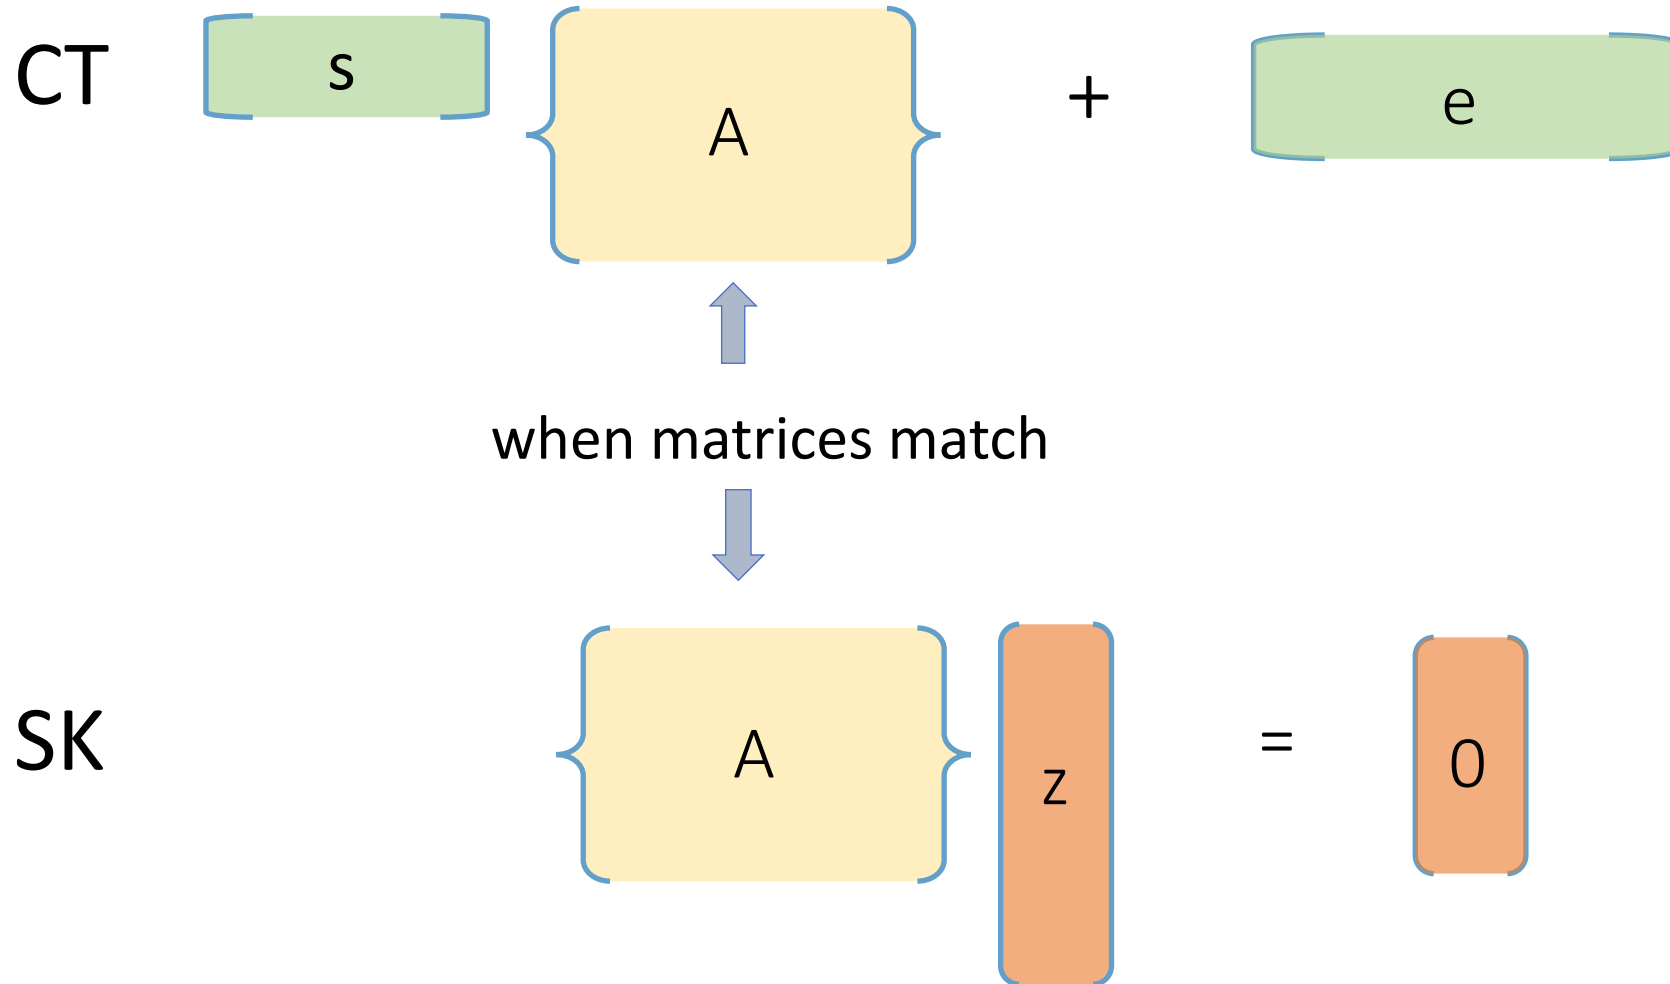 CT s A + e
when matrices match
SK A z = 0